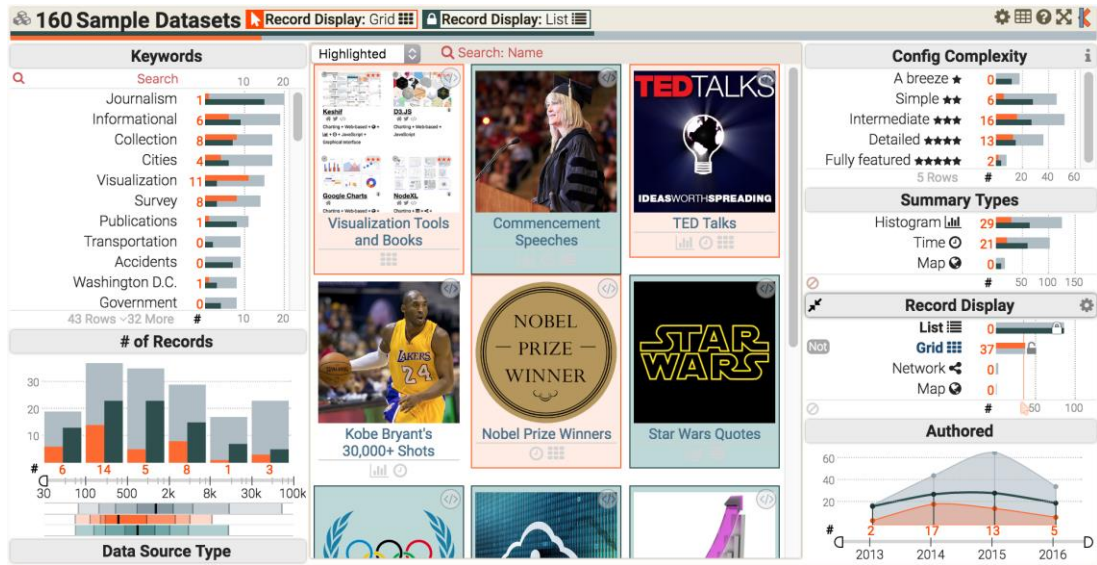 160 Sample Datasets
Record Display: Grid
Record Display: List
Keywords
Search
10 20
Journalism 1
Informational 6
Collection 8
Cities 4
Visualization 11
Survey 8
Publications 1
Transportation 0
Accidents 0
Washington D.C. 1
Government 0
43 Rows 32 More # 10 20
# of Records
30
20
10
# 6 14 5 8 1 3
30 100 500 2k 8k 30k 100k
Data Source Type
Highlighted
Search: Name
Keshif
D3.JS
Google Charts
NodeXL
Visualization Tools
and Books
Commencement
Speeches
TEDTALKS
IDEASWORTHSPREADING
TED Talks
LAKERS
24
Kobe Bryant's
30,000+ Shots
NOBEL
PRIZE
WINNER
Nobel Prize Winners
STAR
WARS
Star Wars Quotes
Config Complexity
A breeze ★ 0
Simple ★★ 6
Intermediate ★★★ 16
Detailed ★★★★ 13
Fully featured ★★★★★ 2
5 Rows # 20 40 60
Summary Types
Histogram 29
Time 21
Map 0
# 50 100 150
Record Display
List 0
Not
Grid 37
Network 0
Map 0
# 50 100
Authored
60
40
20
# 2 17 13 5
2013 2014 2015 2016